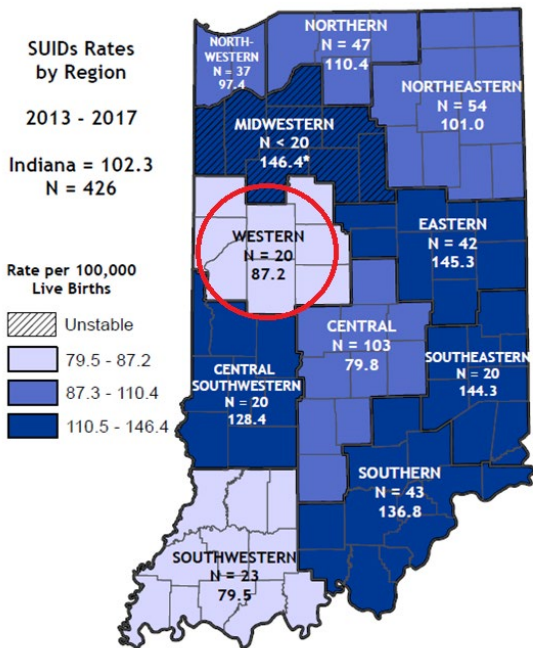 SUIDs Rates
by Region
2013 - 2017
Indiana = 102.3
N = 426
Rate per 100,000
Live Births
Unstable
79.5 - 87.2
87.3 - 110.4
110.5 - 146.4
NORTH-
WESTERN
N = 37
97.4
NORTHERN
N = 47
110.4
NORTHEASTERN
N = 54
101.0
MIDWESTERN
N < 20
146.4*
WESTERN
N = 20
87.2
EASTERN
N = 42
145.3
CENTRAL
N = 103
79.8
CENTRAL
SOUTHWESTERN
N = 20
128.4
SOUTHEASTERN
N = 20
144.3
SOUTHERN
N = 43
136.8
SOUTHWESTERN
N = 23
79.5